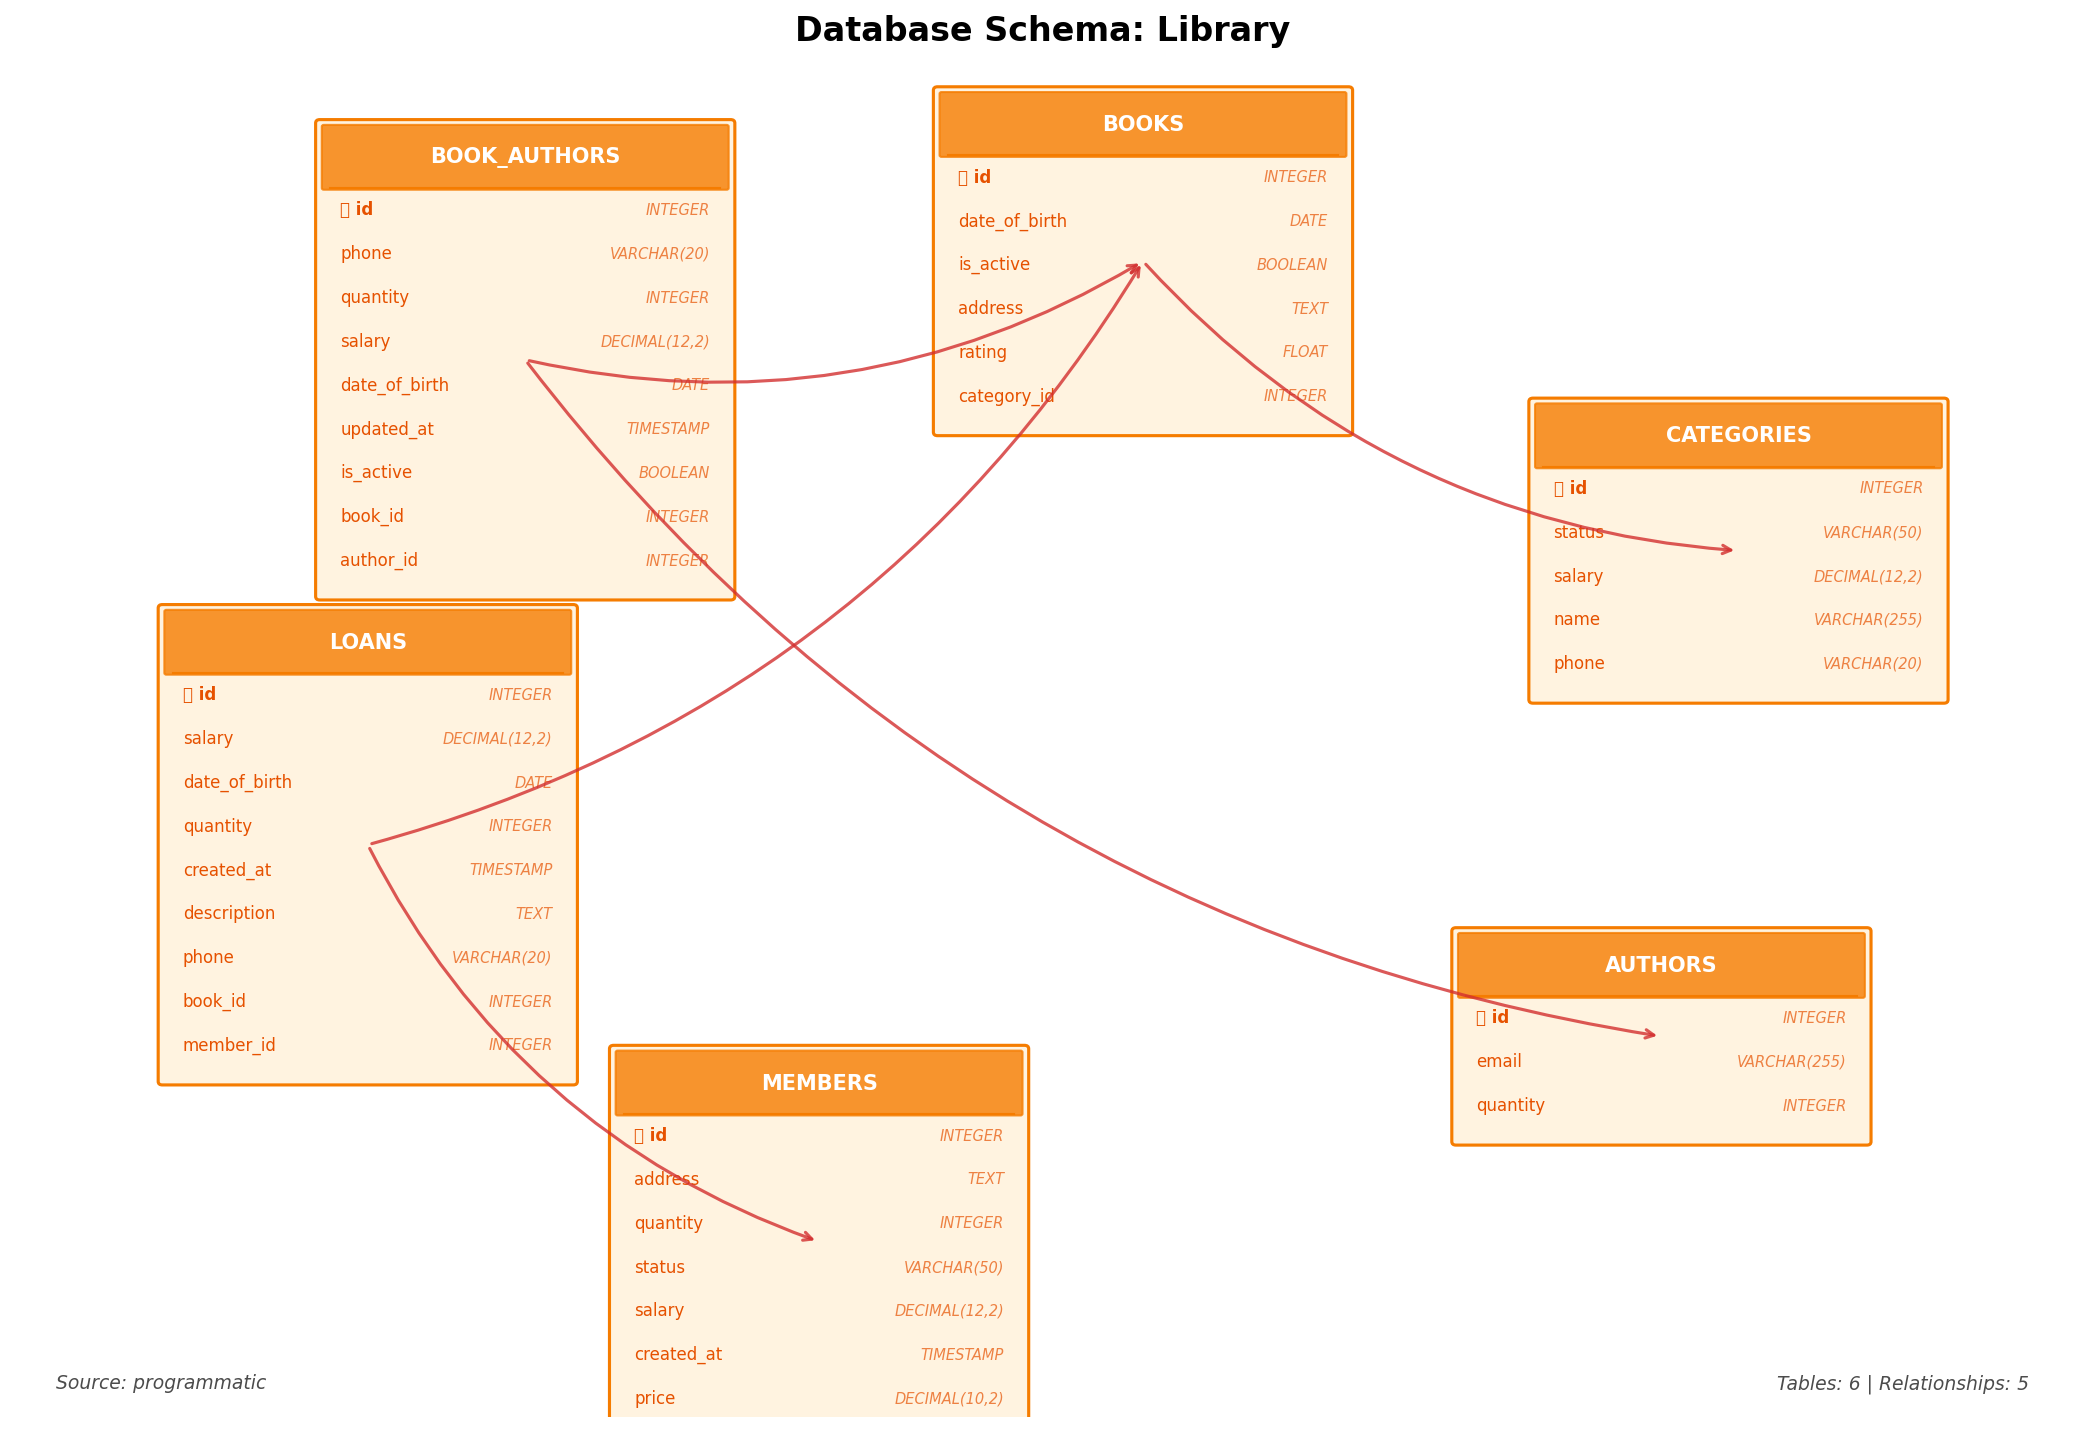 Database Schema: Library
BOOK_AUTHORS
id INTEGER
phone VARCHAR(20)
quantity INTEGER
salary DECIMAL(12,2)
date_of_birth DATE
updated_at TIMESTAMP
is_active BOOLEAN
book_id INTEGER
author_id INTEGER
BOOKS
id INTEGER
date_of_birth DATE
is_active BOOLEAN
address TEXT
rating FLOAT
category_id INTEGER
CATEGORIES
id INTEGER
status VARCHAR(50)
salary DECIMAL(12,2)
name VARCHAR(255)
phone VARCHAR(20)
LOANS
id INTEGER
salary DECIMAL(12,2)
date_of_birth DATE
quantity INTEGER
created_at TIMESTAMP
description TEXT
phone VARCHAR(20)
book_id INTEGER
member_id INTEGER
AUTHORS
id INTEGER
email VARCHAR(255)
quantity INTEGER
MEMBERS
id INTEGER
address TEXT
quantity INTEGER
status VARCHAR(50)
salary DECIMAL(12,2)
created_at TIMESTAMP
price DECIMAL(10,2)
Source: programmatic
Tables: 6 | Relationships: 5